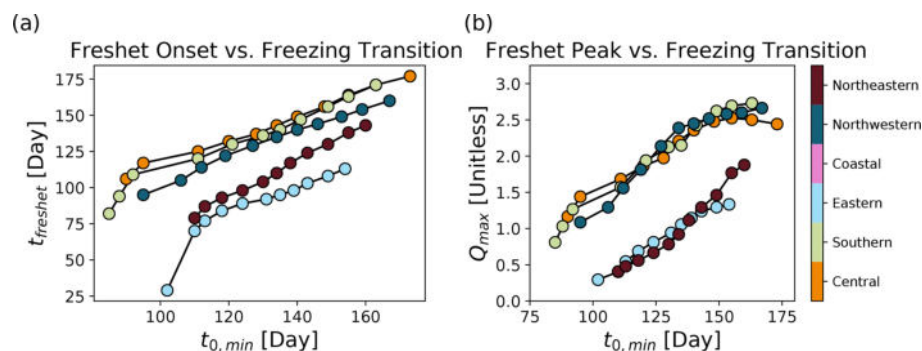 (a)
Freshet Onset vs. Freezing Transition
175
150
125
100
75
50
25
t_freshet [Day]
100
120
140
160
t_0,min [Day]
(b)
Freshet Peak vs. Freezing Transition
3.0
2.5
2.0
1.5
1.0
0.5
0.0
Q_max [Unitless]
75
100
125
150
175
t_0,min [Day]
Northeastern
Northwestern
Coastal
Eastern
Southern
Central